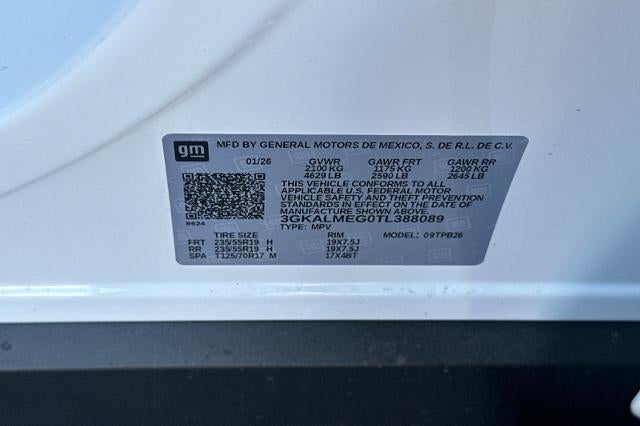 gm MFD BY GENERAL MOTORS DE MEXICO, S. DE R.L. DE C.V.
01/26 GVWR GAWR FRT GAWR RR
2100 KG 1175 KG 1200 KG
4629 LB 2590 LB 2645 LB
THIS VEHICLE CONFORMS TO ALL
APPLICABLE U.S. FEDERAL MOTOR
VEHICLE SAFETY AND THEFT PREVENTION
STANDARDS IN EFFECT ON THE DATE OF
MANUFACTURE SHOWN ABOVE.
3GKALMEG0TL388089
8624
TYPE: MPV MODEL: 09TPB26
TIRE SIZE RIM
FRT 235/55R19 H 19X7.5J
RR 235/55R19 H 19X7.5J
SPA T125/70R17 M 17X4BT